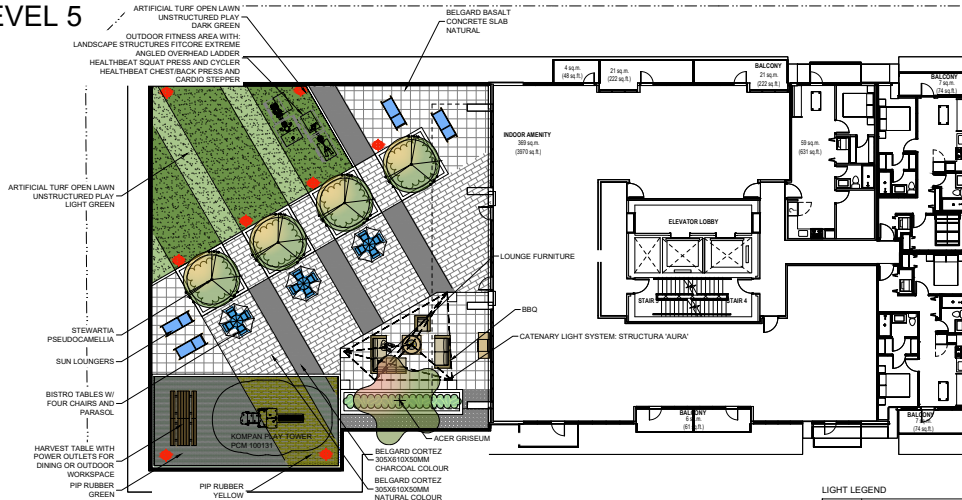 EVEL 5
ARTIFICIAL TURF OPEN LAWN
UNSTRUCTURED PLAY
DARK GREEN
OUTDOOR FITNESS AREA WITH:
LANDSCAPE STRUCTURES FITCORE EXTREME
ANGLED OVERHEAD LADDER
HEALTHBEAT SQUAT PRESS AND CYCLER
HEALTHBEAT CHEST/BACK PRESS AND
CARDIO STEPPER
BELGARD BASALT
CONCRETE SLAB
NATURAL
4 sq.m.
(48 sq.ft.)
21 sq.m.
(222 sq.ft.)
BALCONY
21 sq.m.
(222 sq.ft.)
BALCONY
7 sq.m.
(74 sq.ft.)
INDOOR AMENITY
369 sq.m.
(3970 sq.ft.)
59 sq.m.
(631 sq.ft.)
ARTIFICIAL TURF OPEN LAWN
UNSTRUCTURED PLAY
LIGHT GREEN
ELEVATOR LOBBY
LOUNGE FURNITURE
STAIR 3
STAIR 4
BBQ
STEWARTIA
PSEUDOCAMELLIA
CATENARY LIGHT SYSTEM: STRUCTURA 'AURA'
SUN LOUNGERS
BISTRO TABLES W/
FOUR CHAIRS AND
PARASOL
BALCONY
6 sq.m.
(61 sq.ft.)
BALCONY
7 sq.m.
(74 sq.ft.)
KOMPAN PLAY TOWER
PCM 100131
ACER GRISEUM
HARVEST TABLE WITH
POWER OUTLETS FOR
DINING OR OUTDOOR
WORKSPACE
BELGARD CORTEZ
305X610X50MM
CHARCOAL COLOUR
PIP RUBBER
GREEN
PIP RUBBER
YELLOW
BELGARD CORTEZ
305X610X50MM
NATURAL COLOUR
LIGHT LEGEND